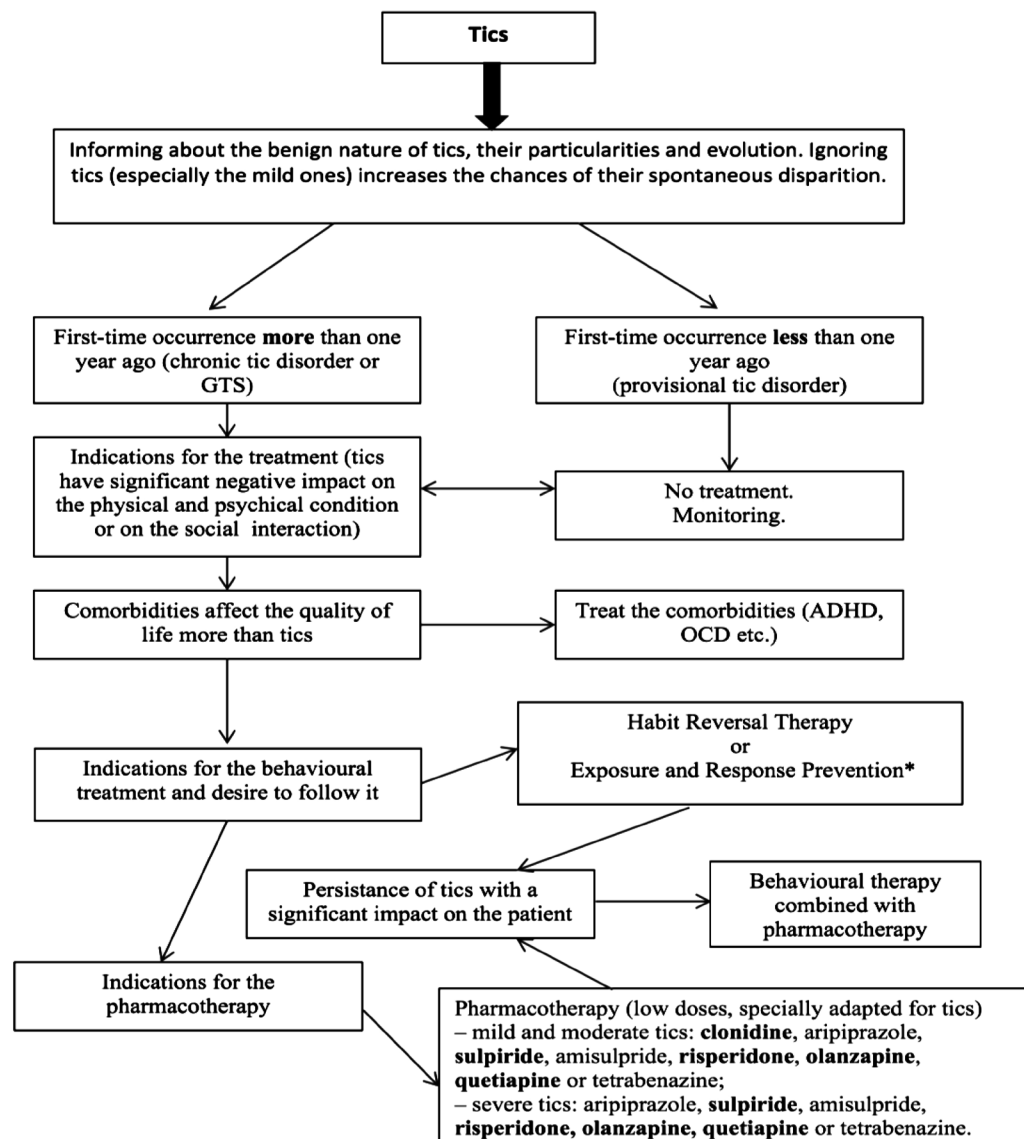 Tics
Informing about the benign nature of tics, their particularities and evolution. Ignoring
tics (especially the mild ones) increases the chances of their spontaneous disparition.
First-time occurrence more than one
year ago (chronic tic disorder or
GTS)
First-time occurrence less than one
year ago
(provisional tic disorder)
Indications for the treatment (tics
have significant negative impact on
the physical and psychical condition
or on the social interaction)
No treatment.
Monitoring.
Comorbidities affect the quality of
life more than tics
Treat the comorbidities (ADHD,
OCD etc.)
Habit Reversal Therapy
or
Exposure and Response Prevention*
Indications for the behavioural
treatment and desire to follow it
Persistance of tics with a
significant impact on the patient
Behavioural therapy
combined with
pharmacotherapy
Indications for the
pharmacotherapy
Pharmacotherapy (low doses, specially adapted for tics)
– mild and moderate tics: clonidine, aripiprazole,
sulpiride, amisulpride, risperidone, olanzapine,
quetiapine or tetrabenazine;
– severe tics: aripiprazole, sulpiride, amisulpride,
risperidone, olanzapine, quetiapine or tetrabenazine.